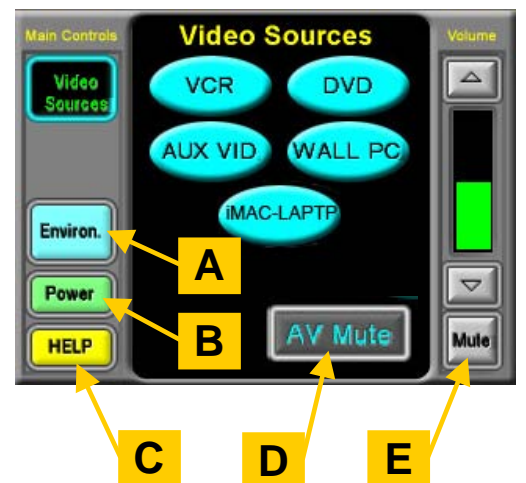 Main Controls
Video Sources
Volume
Video
Sources
VCR
DVD
AUX VID
WALL PC
iMAC-LAPTP
Environ.
A
Power
B
HELP
AV Mute
Mute
C
D
E